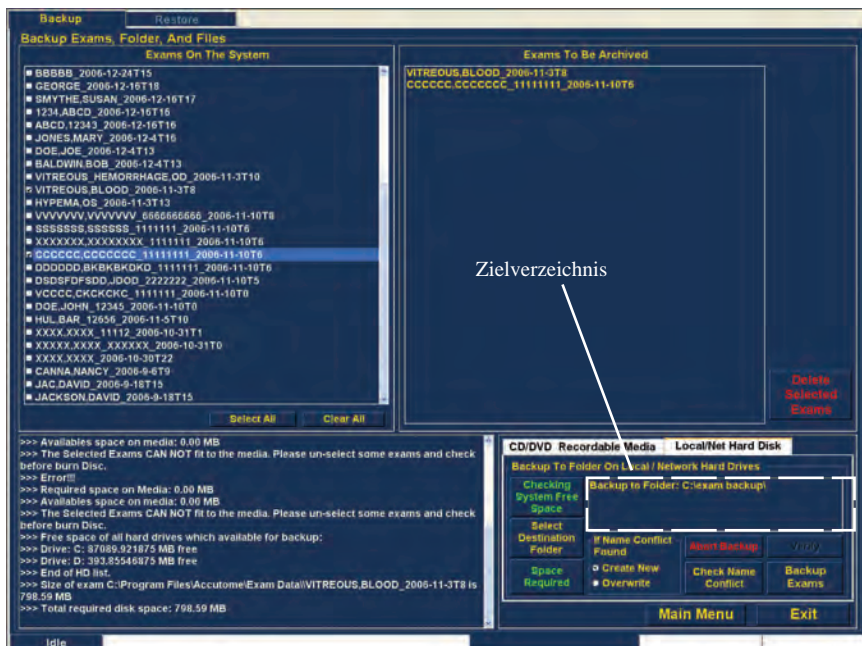 Backup
Restore
Backup Exams, Folder, And Files
Exams On The System
BBBBB_2006-12-24T15
GEORGE_2006-12-16T18
SMYTHE,SUSAN_2006-12-16T17
1234,ABCD_2006-12-16T16
ABCD,12343_2006-12-16T16
JONES,MARY_2006-12-4T16
DOE,JOE_2006-12-4T13
BALDWIN,BOB_2006-12-4T13
VITREOUS_HEMORRHAGE,OD_2006-11-3T10
VITREOUS,BLOOD_2006-11-3T8
HYPEMA,OS_2006-11-3T13
VVVVVVV,VVVVVVV_6666666666_2006-11-10T8
SSSSSSS,SSSSSS_1111111_2006-11-10T6
XXXXXXX,XXXXXXXX_1111111_2006-11-10T6
CCCCCC,CCCCCCC_11111111_2006-11-10T6
DDDDDD,BKBKBKDKD_1111111_2006-11-10T6
DSDSFDFSDD,JDOD_2222222_2006-11-10T5
VCCCC,CKCKCKC_1111111_2006-11-10T0
DOE,JOHN_12345_2006-11-10T0
HUL,BAR_12656_2006-11-5T10
XXXX,XXXX_11112_2006-10-31T1
XXXXX,XXXX_XXXXXX_2006-10-31T0
XXXX,XXXX_2006-10-30T22
CANNA,NANCY_2006-9-6T9
JAC,DAVID_2006-9-18T15
JACKSON,DAVID_2006-9-18T15
Select All
Clear All
Exams To Be Archived
VITREOUS,BLOOD_2006-11-3T8
CCCCCC,CCCCCCC_11111111_2006-11-10T6
Zielverzeichnis
Delete
Selected
Exams
>>> Availables space on media: 0.00 MB
>>> The Selected Exams CAN NOT fit to the media. Please un-select some exams and check
before burn Disc.
>>> Error!!!
>>> Required space on Media: 0.00 MB
>>> Availables space on media: 0.00 MB
>>> The Selected Exams CAN NOT fit to the media. Please un-select some exams and check
before burn Disc.
>>> Free space of all hard drives which available for backup:
>>> Drive: C: 87089.921875 MB free
>>> Drive: D: 393.85546875 MB free
>>> End of HD list.
>>> Size of exam C:\Program Files\Accutome\Exam Data\\VITREOUS,BLOOD_2006-11-3T8 is
798.59 MB
>>> Total required disk space: 798.59 MB
CD/DVD Recordable Media
Local/Net Hard Disk
Backup To Folder On Local / Network Hard Drives
Checking
System Free
Space
Backup to Folder: C:\exam backup\
Select
Destination
Folder
If Name Conflict
Found
Abort Backup
Space
Required
Create New
Overwrite
Check Name
Conflict
Backup
Exams
Main Menu
Exit
Idle